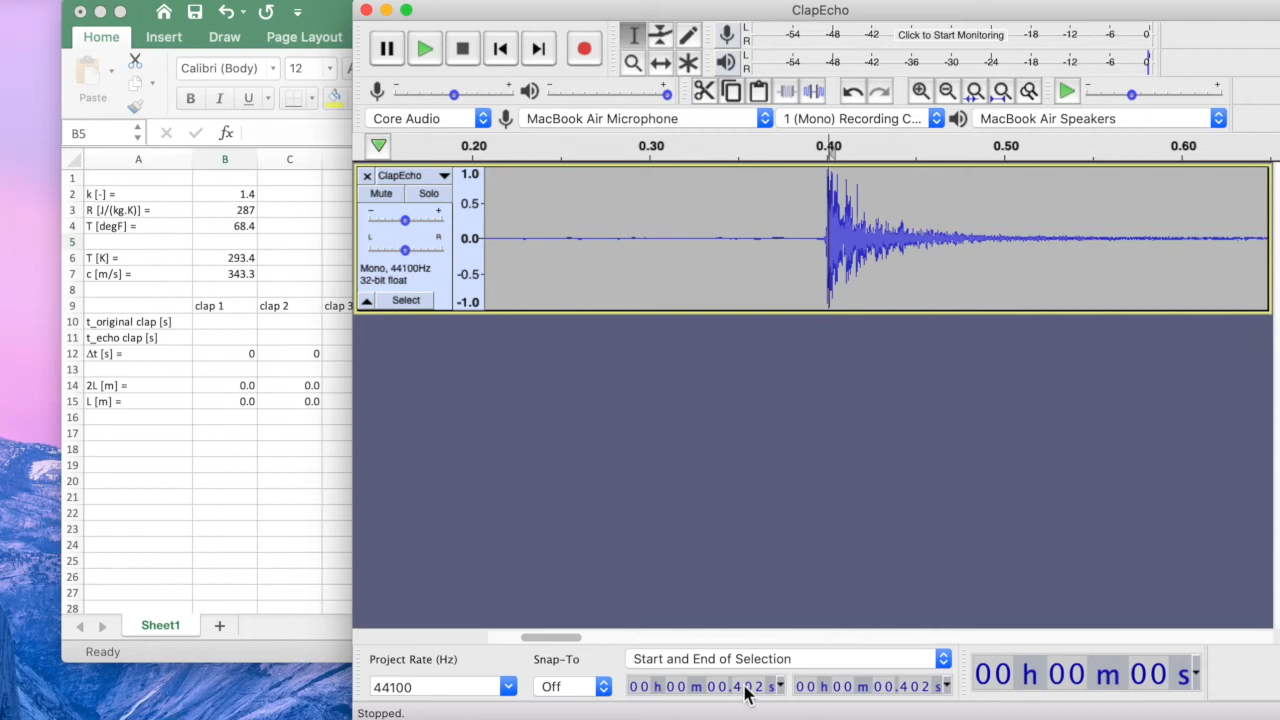 ClapEcho
Home Insert Draw Page Layout
Paste
Calibri (Body) 12 A
B I U
B5 fx
A B C
1
2 k [-] = 1.4
3 R [J/(kg.K)] = 287
4 T [degF] = 68.4
5
6 T [K] = 293.4
7 c [m/s] = 343.3
8
9 clap 1 clap 2 clap 3
10 t_original clap [s]
11 t_echo clap [s]
12 Δt [s] = 0 0
13
14 2L [m] = 0.0 0.0
15 L [m] = 0.0 0.0
16
17
18
19
20
21
22
23
24
25
26
27
28
Sheet1
Ready
L R -54 -48 -42 Click to Start Monitoring -18 -12 -6 0
L R -54 -48 -42 -36 -30 -24 -18 -12 -6 0
Core Audio MacBook Air Microphone 1 (Mono) Recording C... MacBook Air Speakers
0.20 0.30 0.40 0.50 0.60
ClapEcho
Mute Solo
- +
L R
Mono, 44100Hz
32-bit float
Select
1.0
0.5
0.0
-0.5
-1.0
Project Rate (Hz) Snap-To Start and End of Selection
44100 Off 00 h 00 m 00.402 s 00 h 00 m 00.402 s
00 h 00 m 00 s
Stopped.